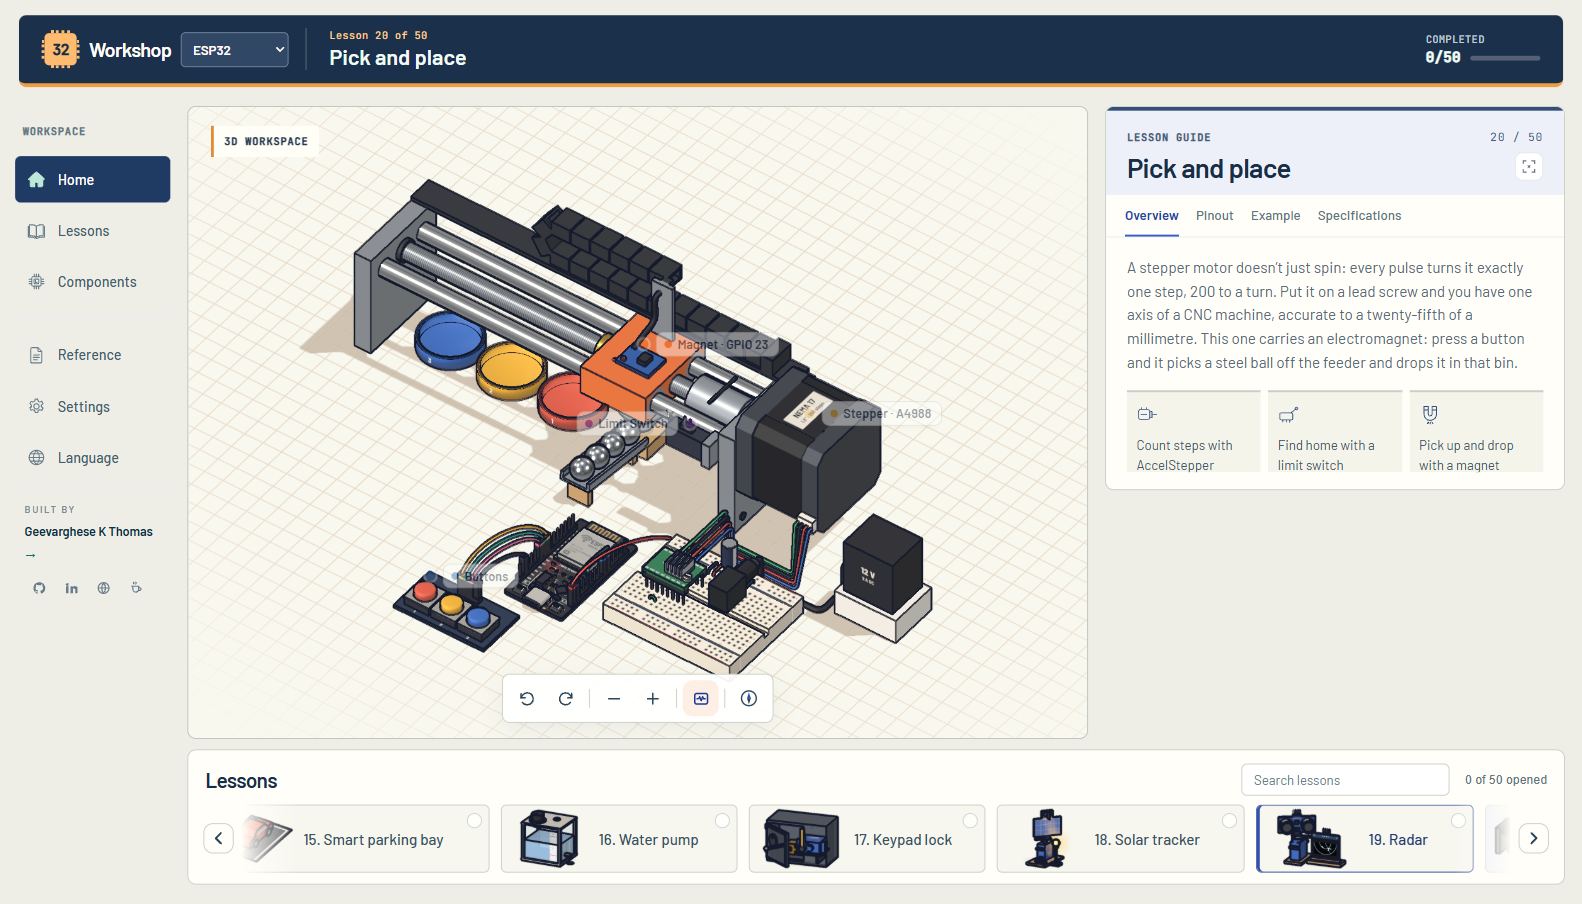 32
Workshop
ESP32
Lesson 20 of 50
Pick and place
COMPLETED
0/50
WORKSPACE
Home
Lessons
Components
Reference
Settings
Language
BUILT BY
Geevarghese K Thomas
→
3D WORKSPACE
Magnet · GPIO 23
Stepper · A4988
Limit Switch
Buttons
NEMA 17
12 V
LESSON GUIDE
20 / 50
Pick and place
Overview
Pinout
Example
Specifications
A stepper motor doesn’t just spin: every pulse turns it exactly
one step, 200 to a turn. Put it on a lead screw and you have one
axis of a CNC machine, accurate to a twenty-fifth of a
millimetre. This one carries an electromagnet: press a button
and it picks a steel ball off the feeder and drops it in that bin.
Count steps with
AccelStepper
Find home with a
limit switch
Pick up and drop
with a magnet
Lessons
Search lessons
0 of 50 opened
15. Smart parking bay
16. Water pump
17. Keypad lock
18. Solar tracker
19. Radar